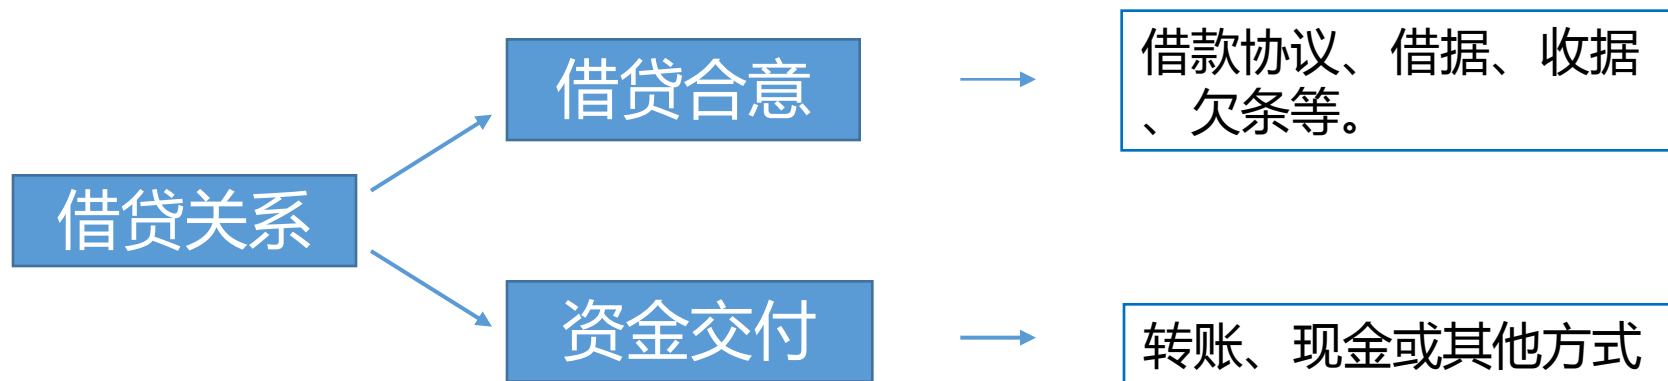 借贷合意
借款协议、借据、收据
、欠条等。
借贷关系
资金交付
转账、现金或其他方式